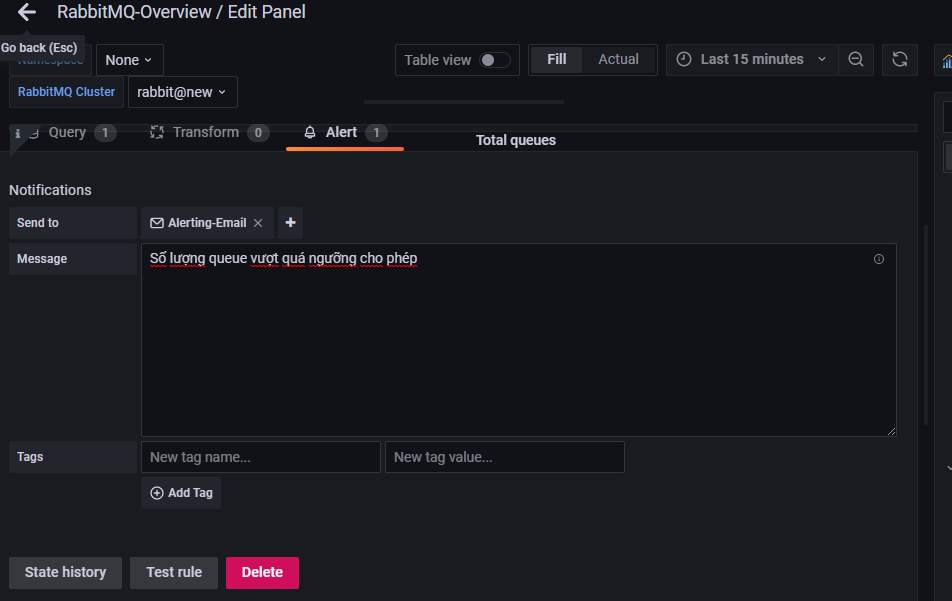 RabbitMQ-Overview / Edit Panel
Go back (Esc)
Namespace None
Table view Fill Actual Last 15 minutes
RabbitMQ Cluster rabbit@new
Query 1 Transform 0 Alert 1
Total queues
Notifications
Send to Alerting-Email
Message Số lượng queue vượt quá ngưỡng cho phép
Tags New tag name... New tag value...
Add Tag
State history Test rule Delete